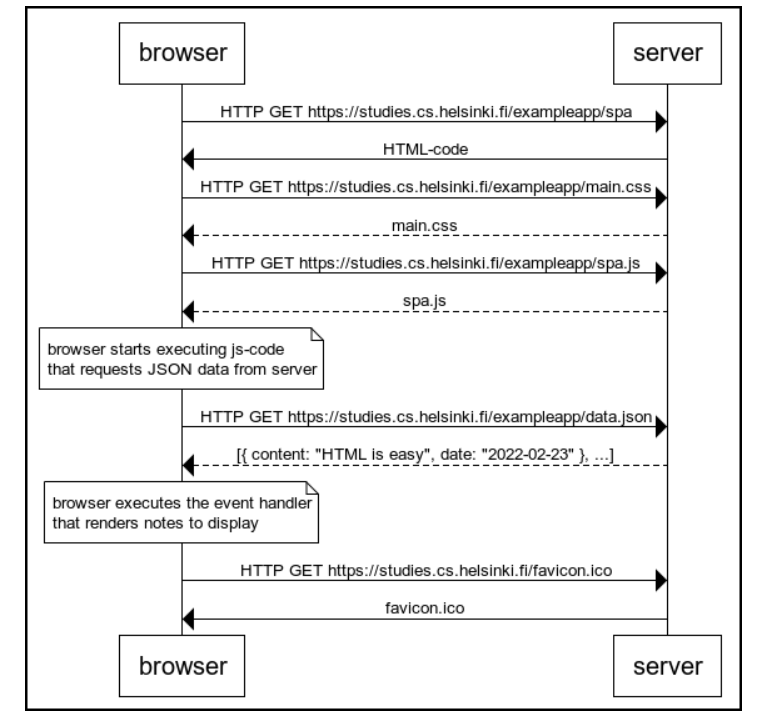 browser server
HTTP GET https://studies.cs.helsinki.fi/exampleapp/spa
HTML-code
HTTP GET https://studies.cs.helsinki.fi/exampleapp/main.css
main.css
HTTP GET https://studies.cs.helsinki.fi/exampleapp/spa.js
spa.js
browser starts executing js-code
that requests JSON data from server
HTTP GET https://studies.cs.helsinki.fi/exampleapp/data.json
[{ content: "HTML is easy", date: "2022-02-23" }, ...]
browser executes the event handler
that renders notes to display
HTTP GET https://studies.cs.helsinki.fi/favicon.ico
favicon.ico
browser server